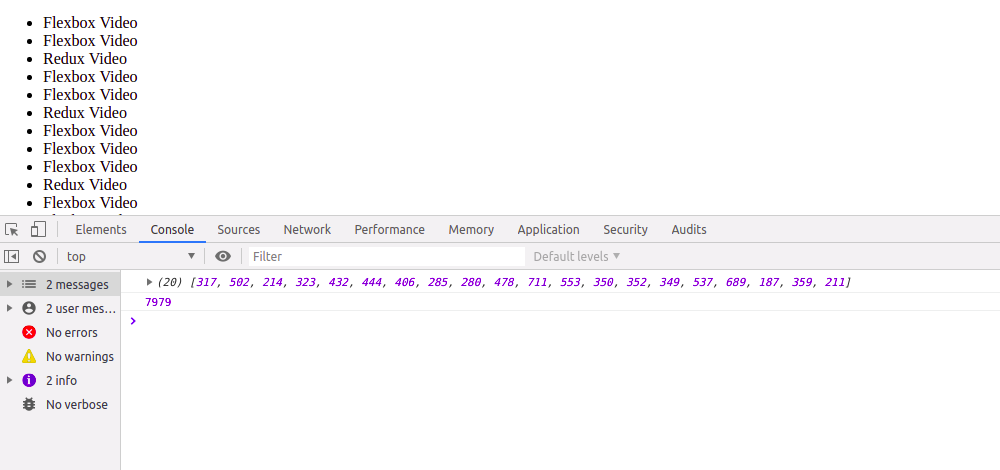 Flexbox Video
Flexbox Video
Redux Video
Flexbox Video
Flexbox Video
Redux Video
Flexbox Video
Flexbox Video
Flexbox Video
Redux Video
Flexbox Video
Elements Console Sources Network Performance Memory Application Security Audits
top Filter Default levels
2 messages
2 user mes...
No errors
No warnings
2 info
No verbose
(20) [317, 502, 214, 323, 432, 444, 406, 285, 280, 478, 711, 553, 350, 352, 349, 537, 689, 187, 359, 211]
7979